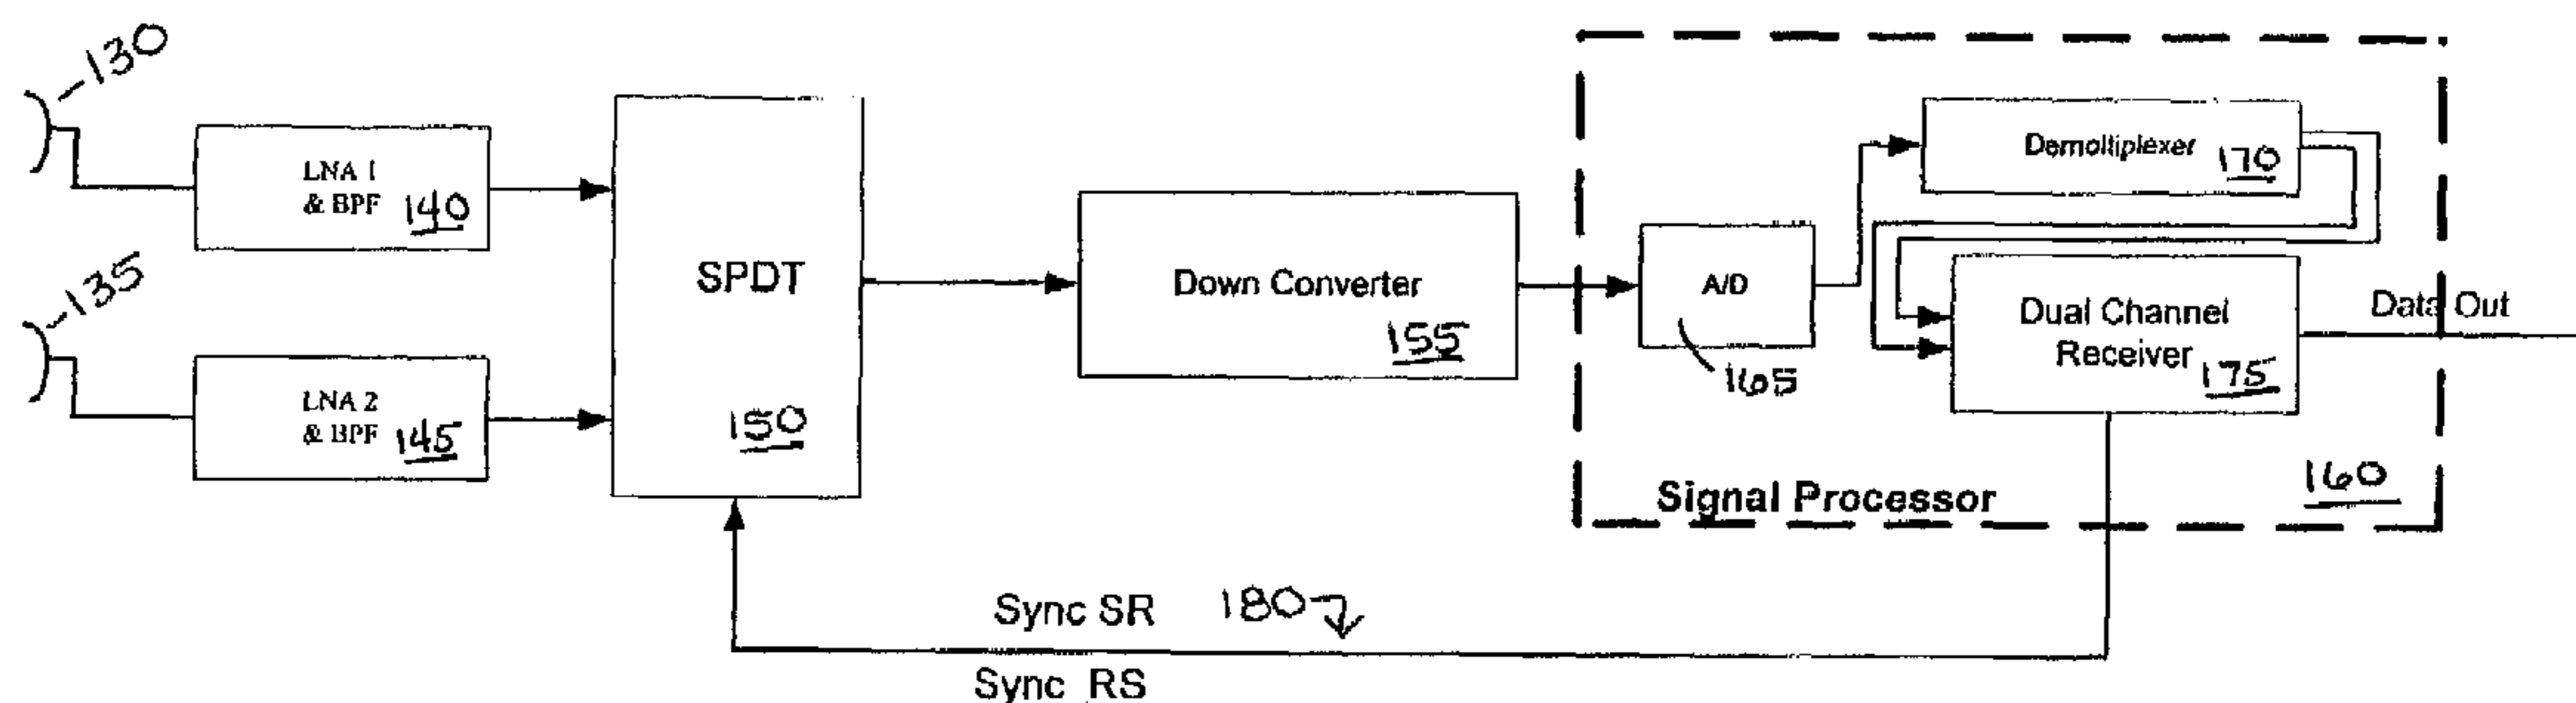 130
LNA 1
& BPF 140
135
LNA 2
& BPF 145
SPDT
150
Down Converter
155
Demoltiplexer 170
A/D
165
Dual Channel
Receiver 175
Data Out
Signal Processor
160
Sync SR 180
Sync RS